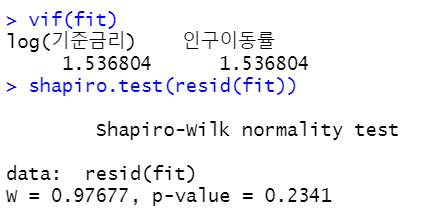 > vif(fit)
log(기준금리)    인구이동률
     1.536804      1.536804
> shapiro.test(resid(fit))
        Shapiro-Wilk normality test
data:  resid(fit)
W = 0.97677, p-value = 0.2341